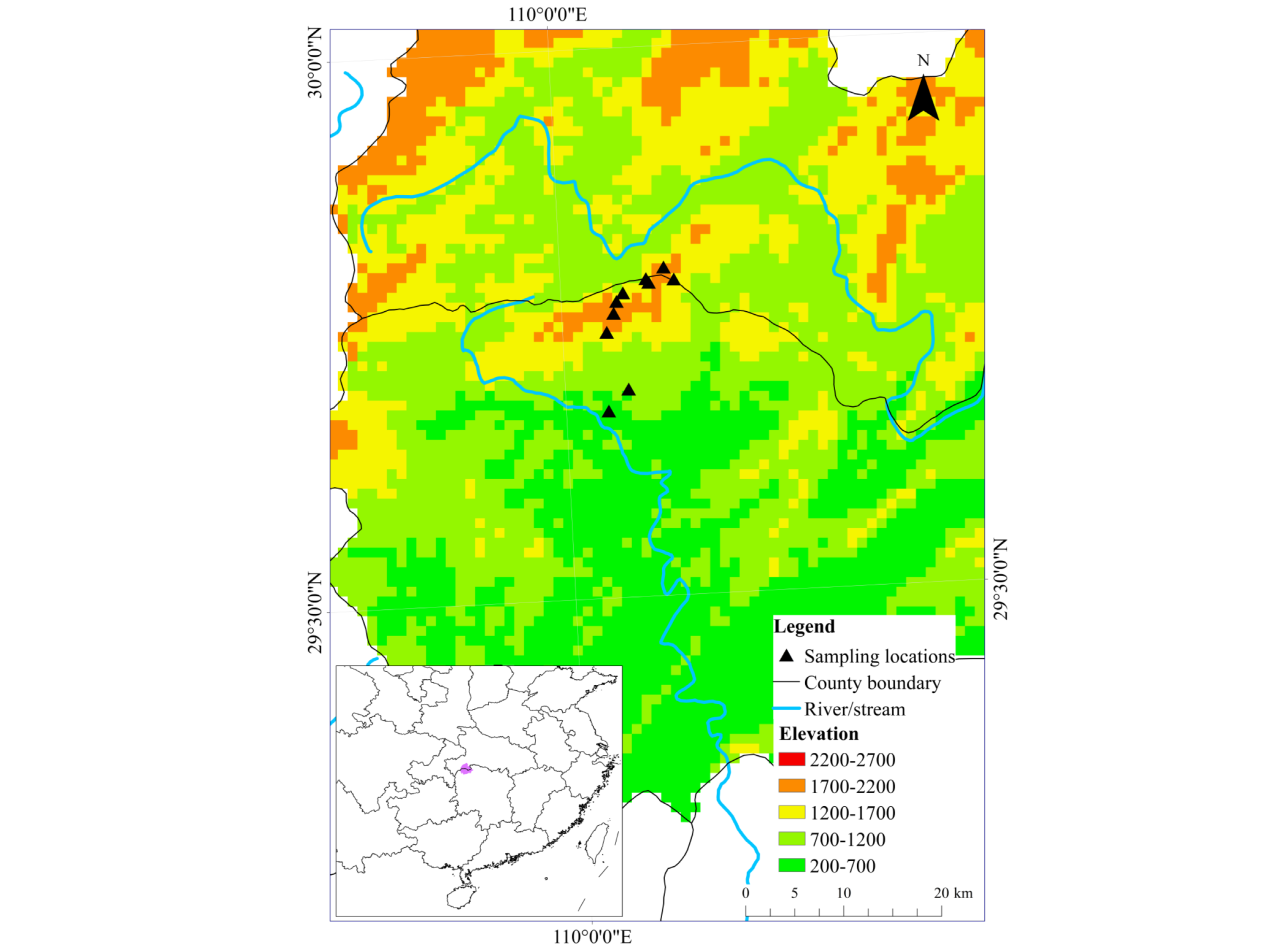 110°0'0"E
30°0'0"N
N
29°30'0"N
29°30'0"N
Legend
Sampling locations
County boundary
River/stream
Elevation
2200-2700
1700-2200
1200-1700
700-1200
200-700
0 5 10 20 km
110°0'0"E